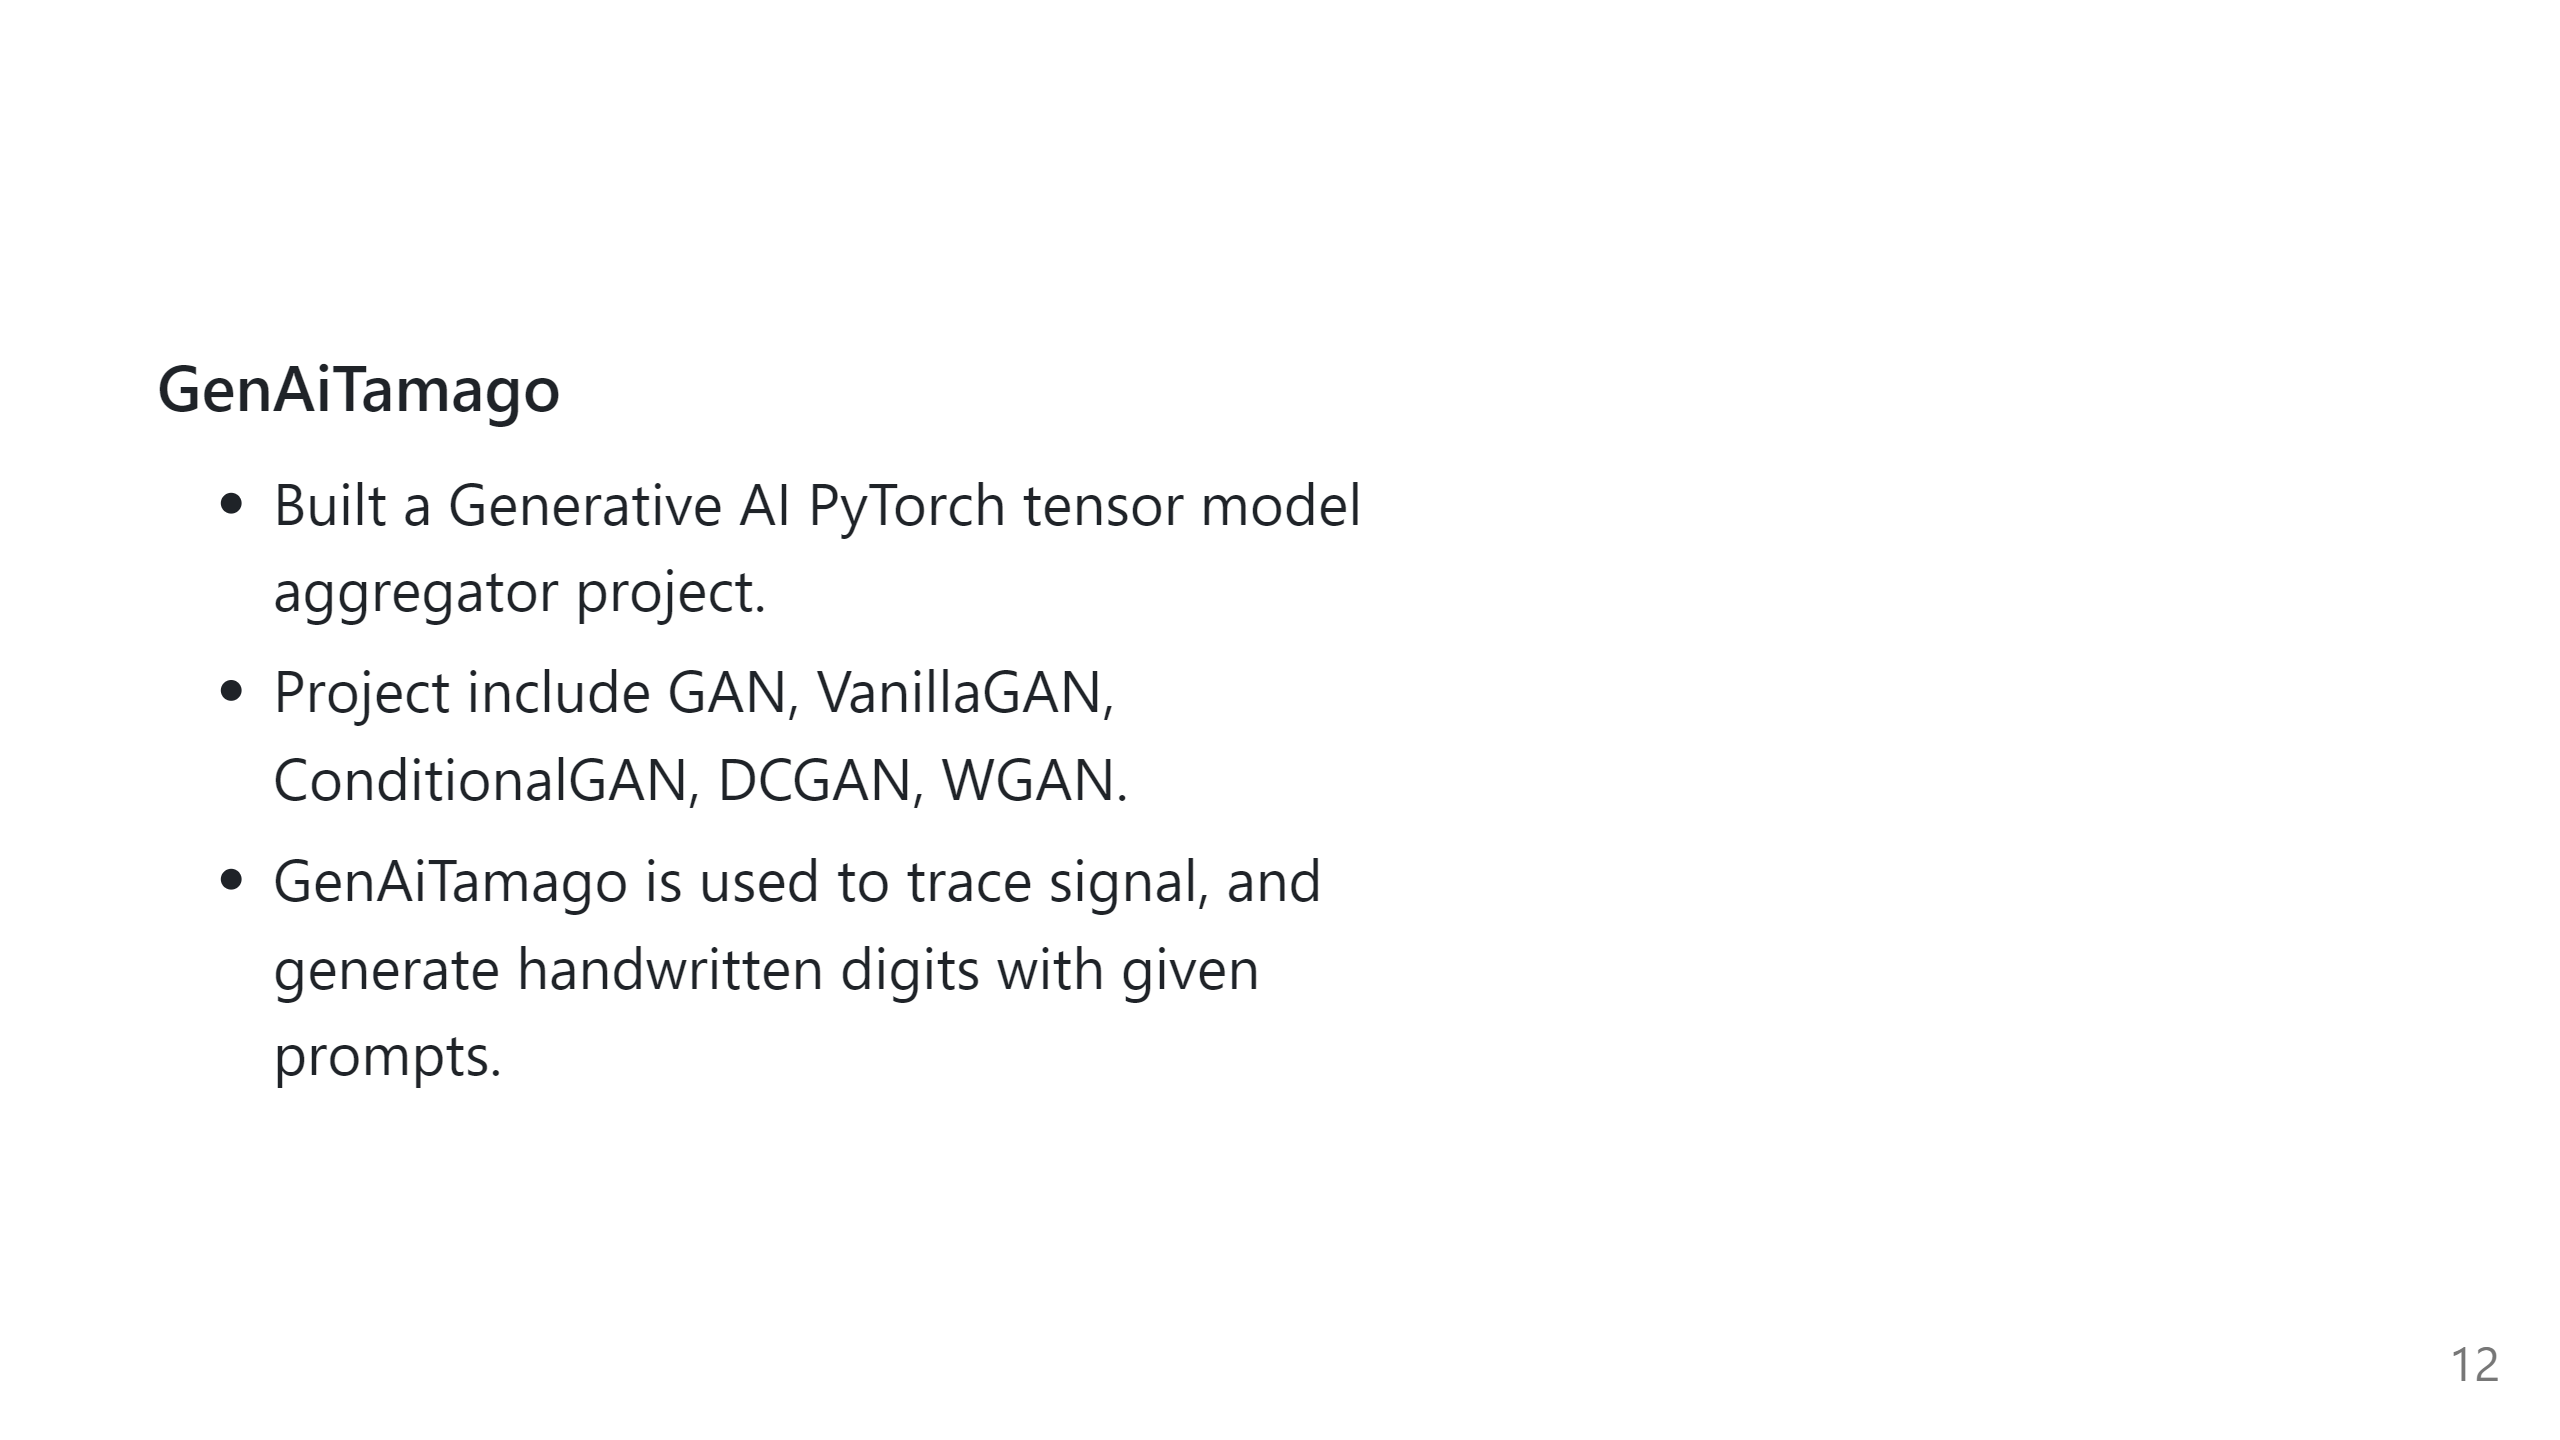 GenAiTamago
• Built a Generative AI PyTorch tensor model
aggregator project.
• Project include GAN, VanillaGAN,
ConditionalGAN, DCGAN, WGAN.
• GenAiTamago is used to trace signal, and
generate handwritten digits with given
prompts.
12